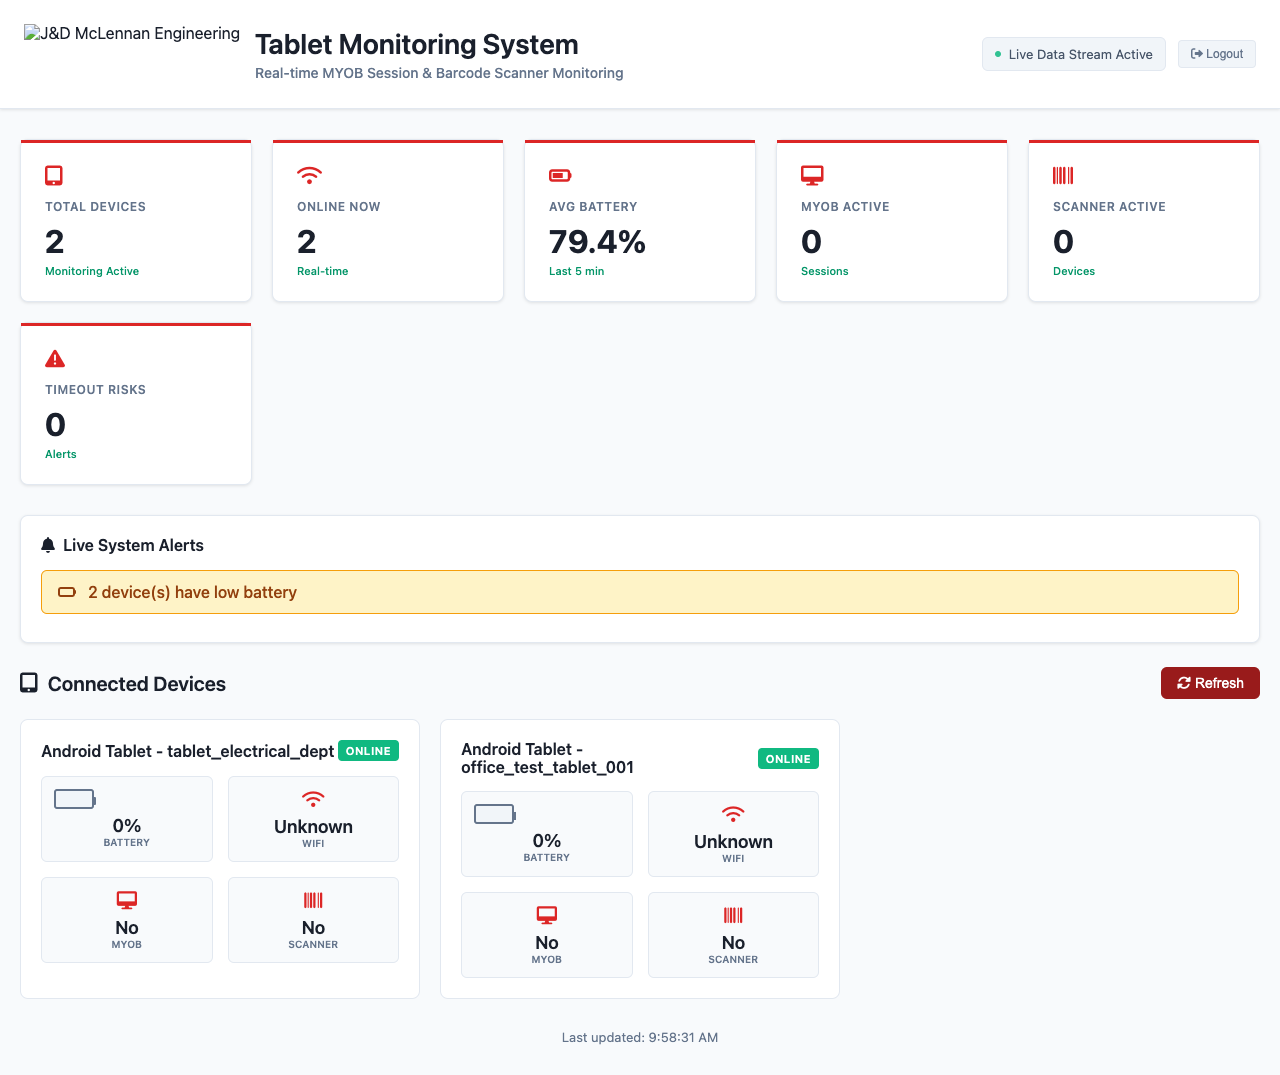 J&D McLennan Engineering
Tablet Monitoring System
Real-time MYOB Session & Barcode Scanner Monitoring
Live Data Stream Active
Logout
TOTAL DEVICES
2
Monitoring Active
ONLINE NOW
2
Real-time
AVG BATTERY
79.4%
Last 5 min
MYOB ACTIVE
0
Sessions
SCANNER ACTIVE
0
Devices
TIMEOUT RISKS
0
Alerts
Live System Alerts
2 device(s) have low battery
Connected Devices
Refresh
Android Tablet - tablet_electrical_dept
ONLINE
0%
BATTERY
Unknown
WIFI
No
MYOB
No
SCANNER
Android Tablet -
office_test_tablet_001
ONLINE
0%
BATTERY
Unknown
WIFI
No
MYOB
No
SCANNER
Last updated: 9:58:31 AM